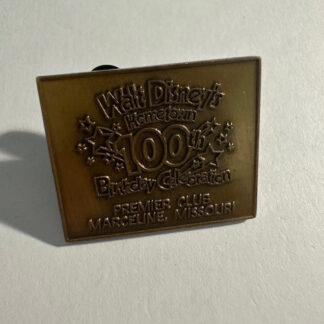 Walt Disney's
Hometown
100th
Birthday Celebration
PREMIER CLUB
MARCELINE, MISSOURI